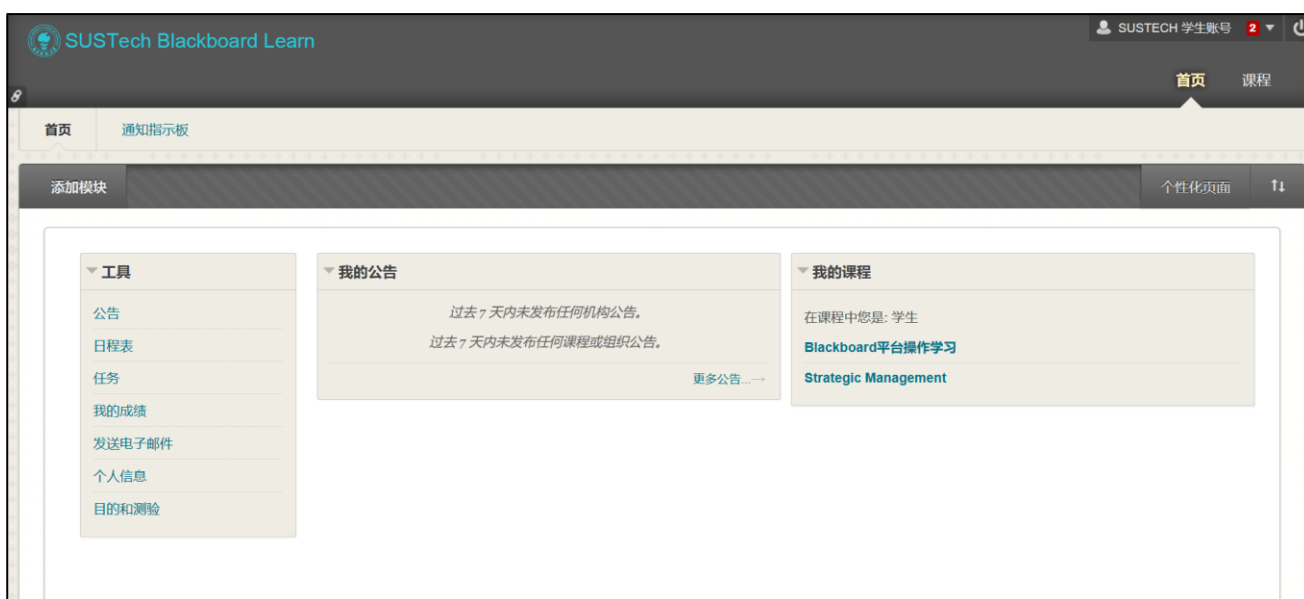 SUSTech Blackboard Learn
SUSTECH 学生账号 2
首页 课程
首页 通知指示板
添加模块 个性化页面
工具
公告
日程表
任务
我的成绩
发送电子邮件
个人信息
目的和测验
我的公告
过去 7 天内未发布任何机构公告。
过去 7 天内未发布任何课程或组织公告。
更多公告...→
我的课程
在课程中您是: 学生
Blackboard平台操作学习
Strategic Management